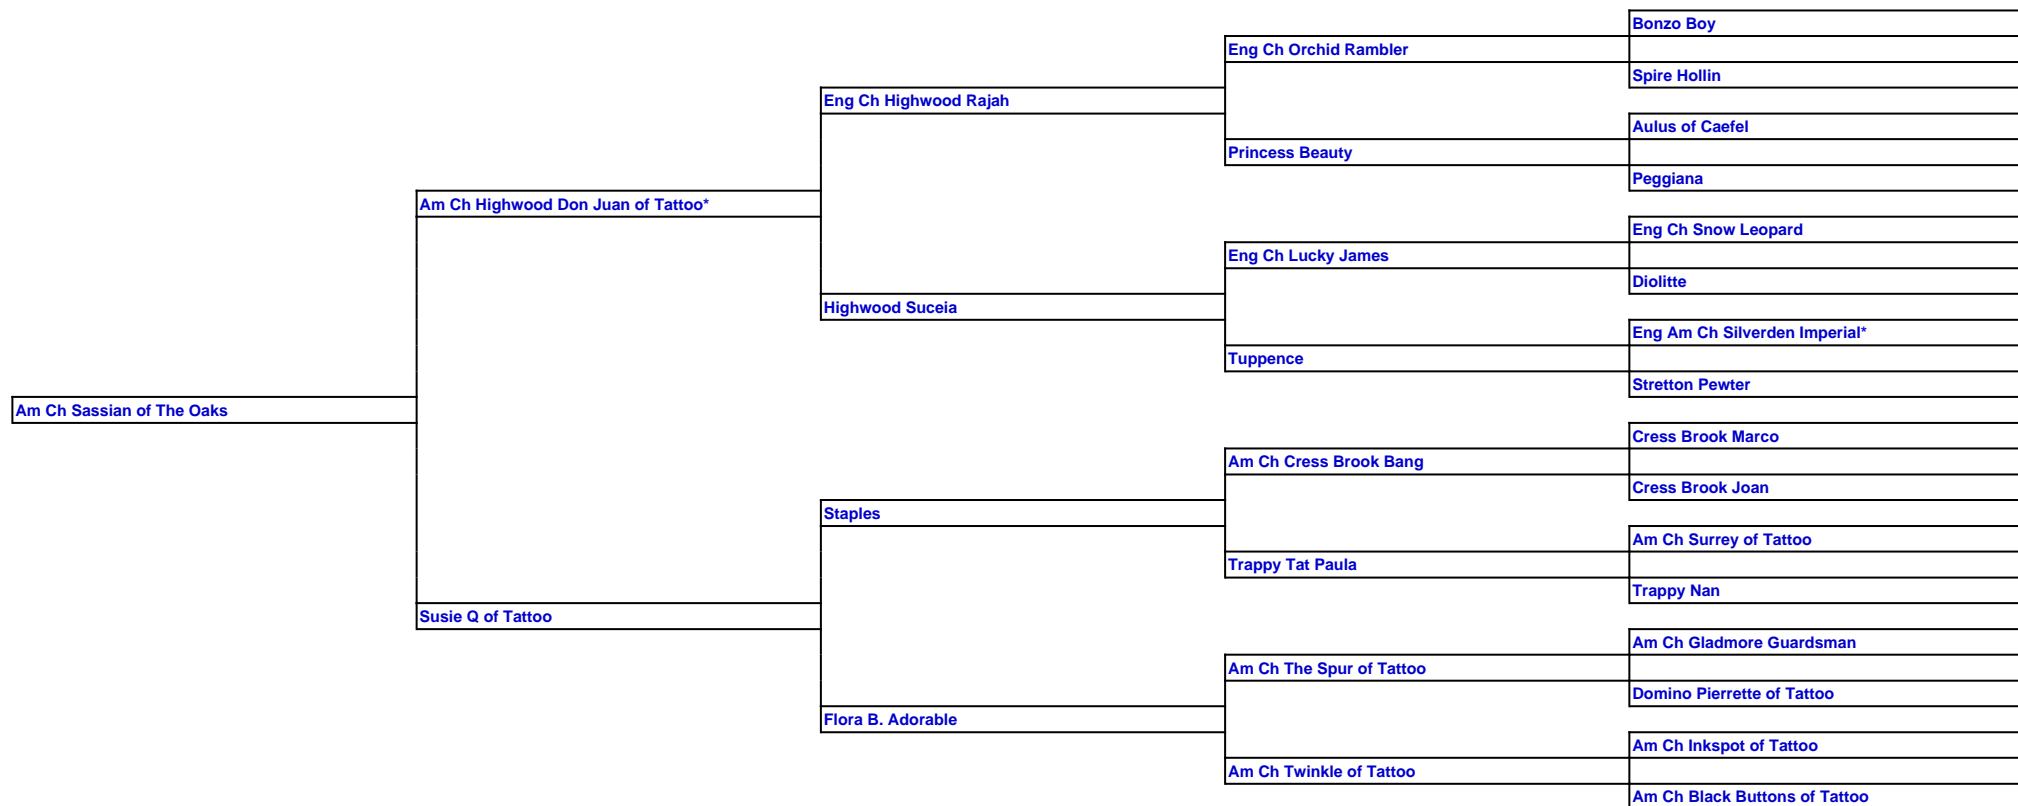 Bonzo Boy
Eng Ch Orchid Rambler
Spire Hollin
Eng Ch Highwood Rajah
Aulus of Caefel
Princess Beauty
Peggiana
Am Ch Highwood Don Juan of Tattoo*
Eng Ch Snow Leopard
Eng Ch Lucky James
Diolitte
Highwood Suceia
Eng Am Ch Silverden Imperial*
Tuppence
Stretton Pewter
Am Ch Sassian of The Oaks
Cress Brook Marco
Am Ch Cress Brook Bang
Cress Brook Joan
Staples
Am Ch Surrey of Tattoo
Trappy Tat Paula
Trappy Nan
Susie Q of Tattoo
Am Ch Gladmore Guardsman
Am Ch The Spur of Tattoo
Domino Pierrette of Tattoo
Flora B. Adorable
Am Ch Inkspot of Tattoo
Am Ch Twinkle of Tattoo
Am Ch Black Buttons of Tattoo